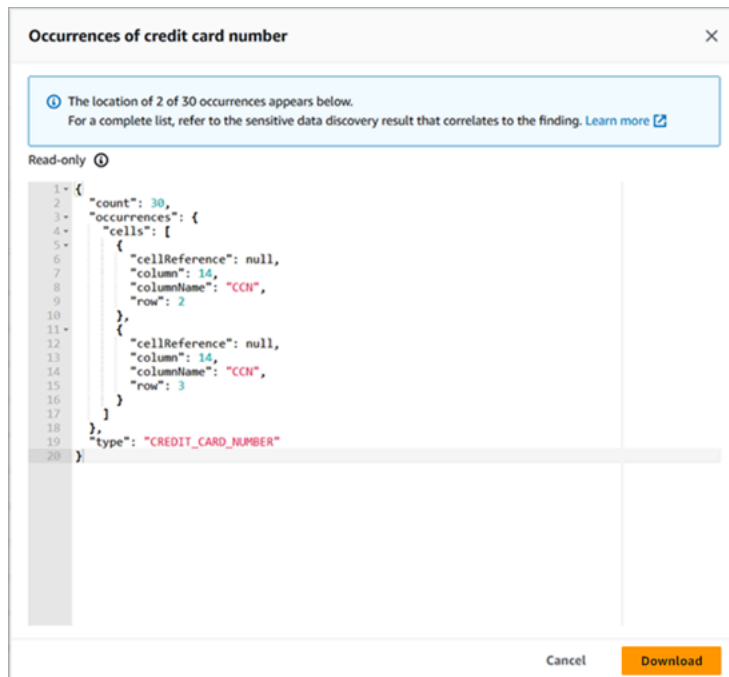 Occurrences of credit card number
The location of 2 of 30 occurrences appears below.
For a complete list, refer to the sensitive data discovery result that correlates to the finding. Learn more
Read-only
1 {
2 "count": 30,
3 "occurrences": {
4 "cells": [
5 {
6 "cellReference": null,
7 "column": 14,
8 "columnName": "CCN",
9 "row": 2
10 },
11 {
12 "cellReference": null,
13 "column": 14,
14 "columnName": "CCN",
15 "row": 3
16 }
17 ]
18 },
19 "type": "CREDIT_CARD_NUMBER"
20 }
Cancel Download